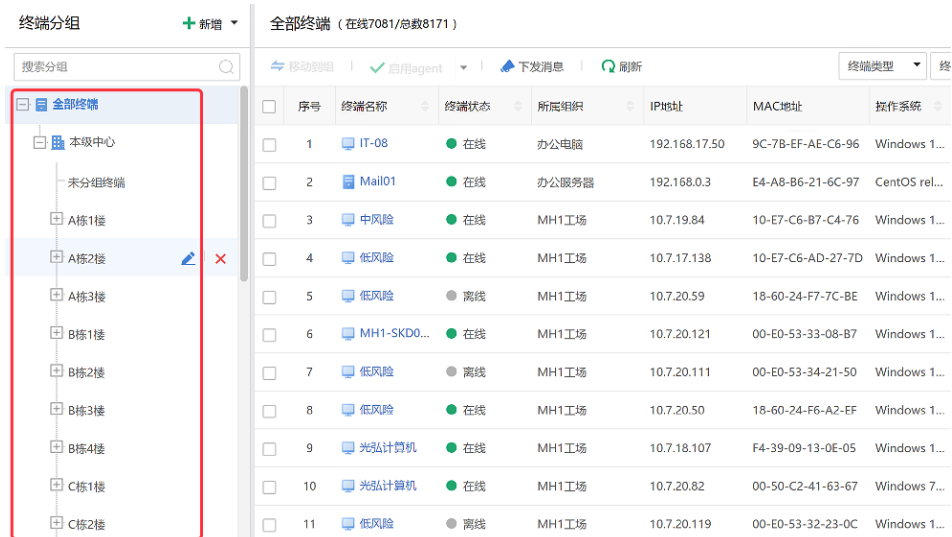 终端分组
新增
搜索分组
全部终端
本级中心
未分组终端
A栋1楼
A栋2楼
A栋3楼
B栋1楼
B栋2楼
B栋3楼
B栋4楼
C栋1楼
C栋2楼
全部终端（在线7081/总数8171）
移动到组 启用agent 下发消息 刷新 终端类型 终
序号 终端名称 终端状态 所属组织 IP地址 MAC地址 操作系统
1 IT-08 在线 办公电脑 192.168.17.50 9C-7B-EF-AE-C6-96 Windows 1...
2 Mail01 在线 办公服务器 192.168.0.3 E4-A8-B6-21-6C-97 CentOS rel...
3 中风险 在线 MH1工场 10.7.19.84 10-E7-C6-B7-C4-76 Windows 1...
4 低风险 在线 MH1工场 10.7.17.138 10-E7-C6-AD-27-7D Windows 1...
5 低风险 离线 MH1工场 10.7.20.59 18-60-24-F7-7C-BE Windows 1...
6 MH1-SKD0... 在线 MH1工场 10.7.20.121 00-E0-53-33-08-B7 Windows 1...
7 低风险 离线 MH1工场 10.7.20.111 00-E0-53-34-21-50 Windows 1...
8 低风险 在线 MH1工场 10.7.20.50 18-60-24-F6-A2-EF Windows 1...
9 光弘计算机 在线 MH1工场 10.7.18.107 F4-39-09-13-0E-05 Windows 1...
10 光弘计算机 在线 MH1工场 10.7.20.82 00-50-C2-41-63-67 Windows 7...
11 低风险 离线 MH1工场 10.7.20.119 00-E0-53-32-23-0C Windows 1...